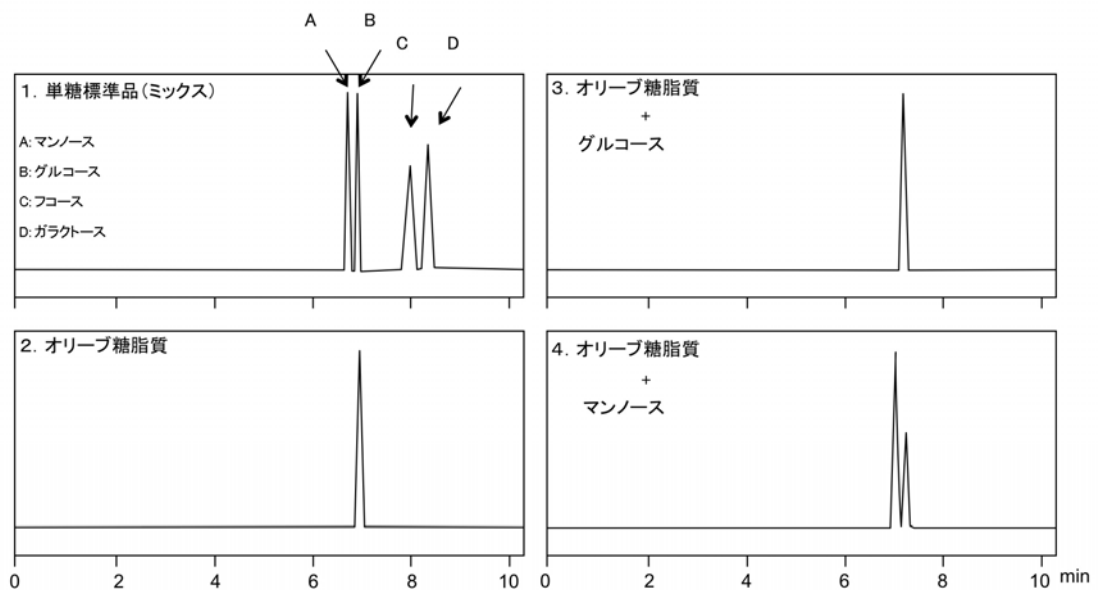 A B
C D
1. 単糖標準品(ミックス)
A:マンノース
B:グルコース
C:フコース
D:ガラクトース
3. オリーブ糖脂質
+
グルコース
2. オリーブ糖脂質
4. オリーブ糖脂質
+
マンノース
0 2 4 6 8 10 0 2 4 6 8 10 min